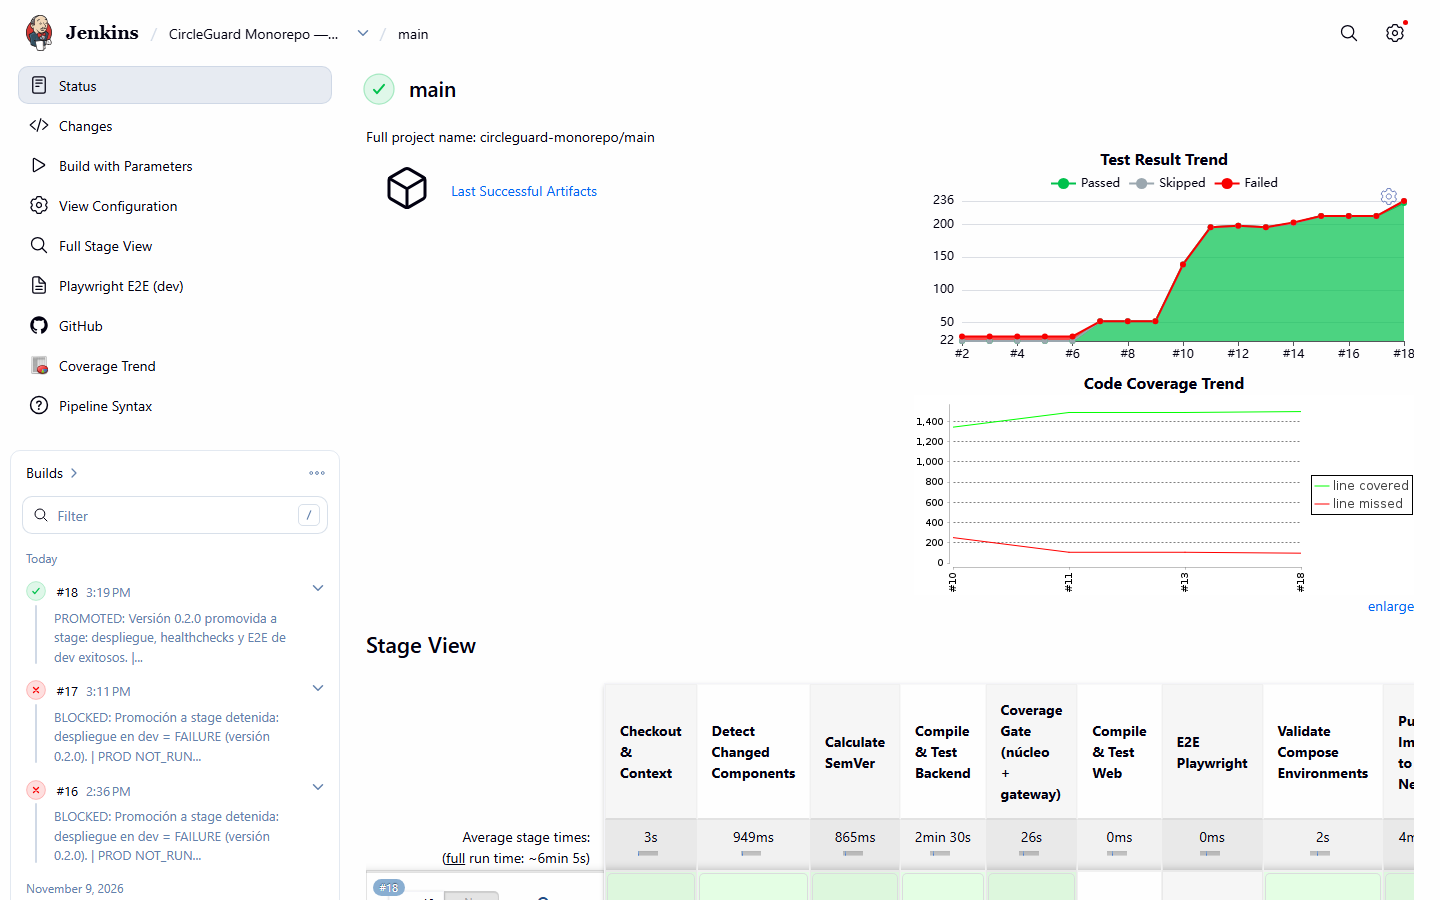 Jenkins / CircleGuard Monorepo —... / main
Status
Changes
Build with Parameters
View Configuration
Full Stage View
Playwright E2E (dev)
GitHub
Coverage Trend
Pipeline Syntax
Builds
Filter /
Today
#18 3:19 PM
PROMOTED: Versión 0.2.0 promovida a
stage: despliegue, healthchecks y E2E de
dev exitosos. |...
#17 3:11 PM
BLOCKED: Promoción a stage detenida:
despliegue en dev = FAILURE (versión
0.2.0). | PROD NOT_RUN...
#16 2:36 PM
BLOCKED: Promoción a stage detenida:
despliegue en dev = FAILURE (versión
0.2.0). | PROD NOT_RUN...
November 9, 2026
main
Full project name: circleguard-monorepo/main
Last Successful Artifacts
Test Result Trend
Passed Skipped Failed
236
200
150
100
50
22
#2 #4 #6 #8 #10 #12 #14 #16 #18
Code Coverage Trend
1,400
1,200
1,000
800
600
400
200
0
#10 #11 #13 #18
line covered
line missed
enlarge
Stage View
Checkout
&
Context
Detect
Changed
Components
Calculate
SemVer
Compile
& Test
Backend
Coverage
Gate
(núcleo
+
gateway)
Compile
& Test
Web
E2E
Playwright
Validate
Compose
Environments
Pu
Im
to
Ne
Average stage times:
(full run time: ~6min 5s)
3s 949ms 865ms 2min 30s 26s 0ms 0ms 2s 4m
#18